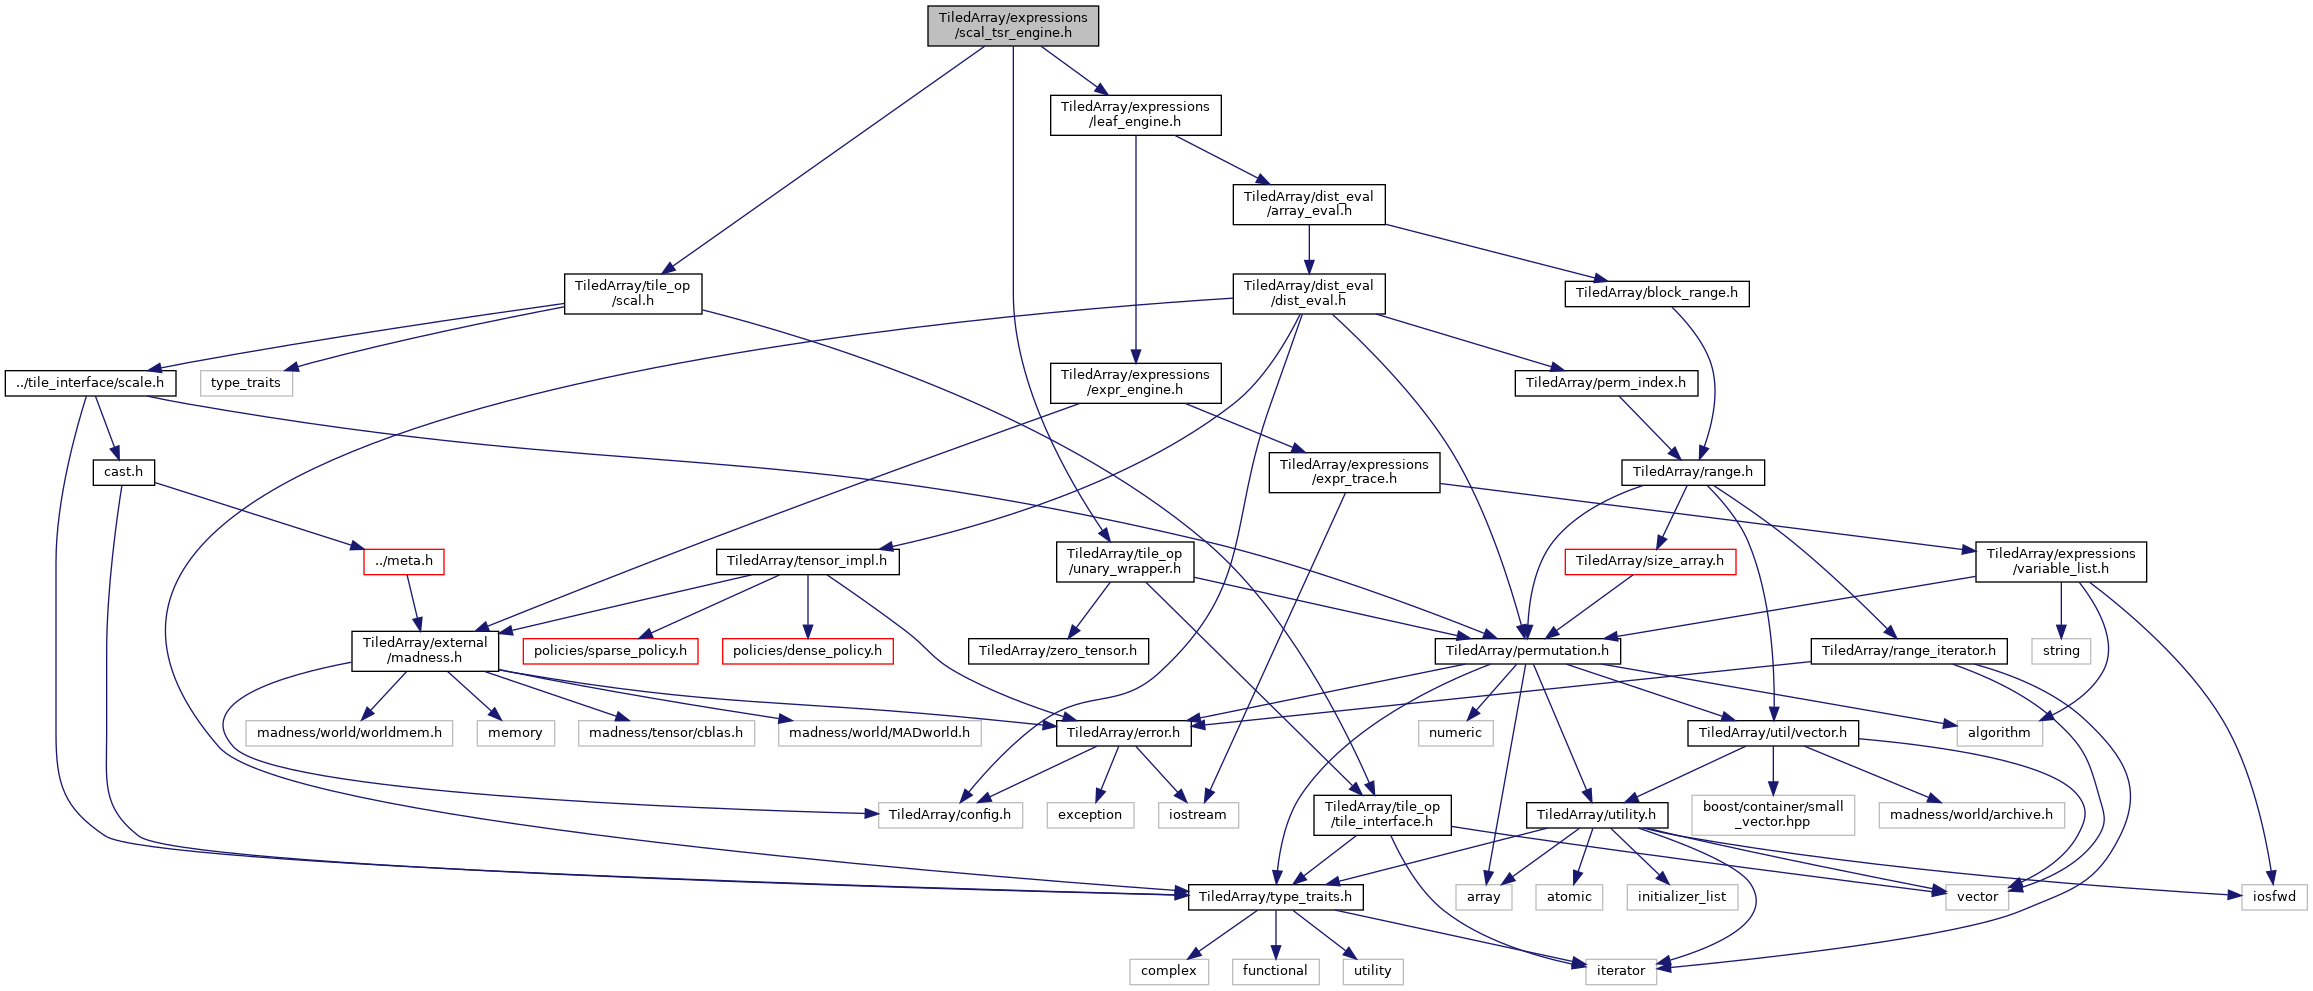 TiledArray/expressions
/scal_tsr_engine.h
TiledArray/expressions
/leaf_engine.h
TiledArray/dist_eval
/array_eval.h
TiledArray/tile_op
/scal.h
TiledArray/dist_eval
/dist_eval.h
TiledArray/block_range.h
../tile_interface/scale.h
type_traits
TiledArray/expressions
/expr_engine.h
TiledArray/perm_index.h
cast.h
TiledArray/expressions
/expr_trace.h
TiledArray/range.h
../meta.h
TiledArray/tensor_impl.h
TiledArray/tile_op
/unary_wrapper.h
TiledArray/size_array.h
TiledArray/expressions
/variable_list.h
TiledArray/external
/madness.h
policies/sparse_policy.h
policies/dense_policy.h
TiledArray/zero_tensor.h
TiledArray/permutation.h
TiledArray/range_iterator.h
string
madness/world/worldmem.h
memory
madness/tensor/cblas.h
madness/world/MADworld.h
TiledArray/error.h
numeric
TiledArray/util/vector.h
algorithm
TiledArray/config.h
exception
iostream
TiledArray/tile_op
/tile_interface.h
TiledArray/utility.h
boost/container/small
_vector.hpp
madness/world/archive.h
TiledArray/type_traits.h
array
atomic
initializer_list
vector
iosfwd
complex
functional
utility
iterator